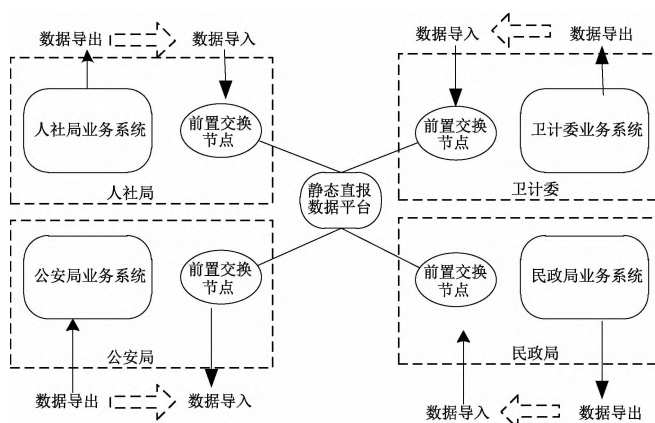 数据导出
数据导入
数据导入
数据导出
人社局业务系统
前置交换
节点
前置交换
节点
卫计委业务系统
人社局
静态直报
数据平台
卫计委
公安局业务系统
前置交换
节点
前置交换
节点
民政局业务系统
公安局
民政局
数据导出
数据导入
数据导入
数据导出